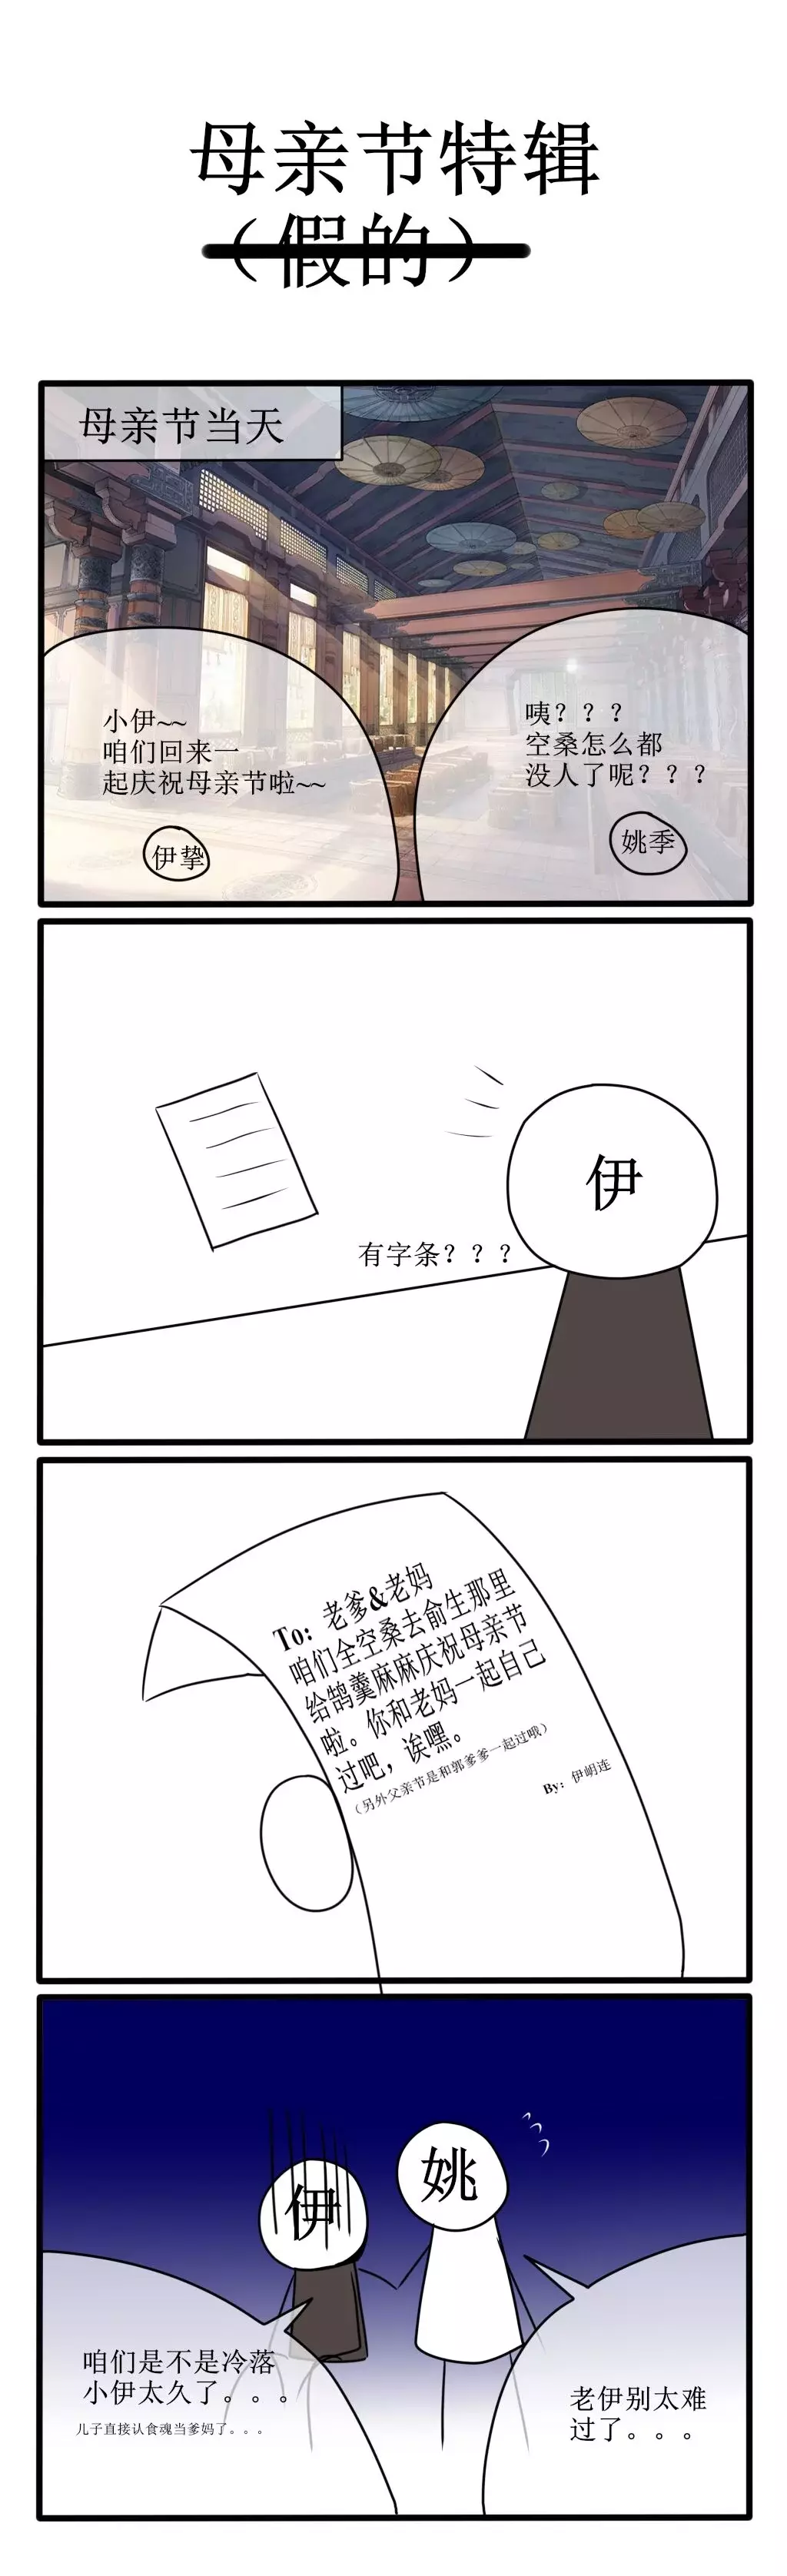 母亲节特辑
（假的）
母亲节当天
小伊~~
咱们回来一
起庆祝母亲节啦~~
伊挚
咦？？？
空桑怎么都
没人了呢？？？
姚季
伊
有字条？？？
To：老爹&老妈
咱们全空桑去俞生那里
给鹄羹麻麻庆祝母亲节
啦。你和老妈一起自己
过吧，诶嘿。
（另外父亲节是和郭爹爹一起过哦）
By：伊岄连
伊
姚
咱们是不是冷落
小伊太久了。。。
儿子直接认食魂当爹妈了。。。
老伊别太难
过了。。。